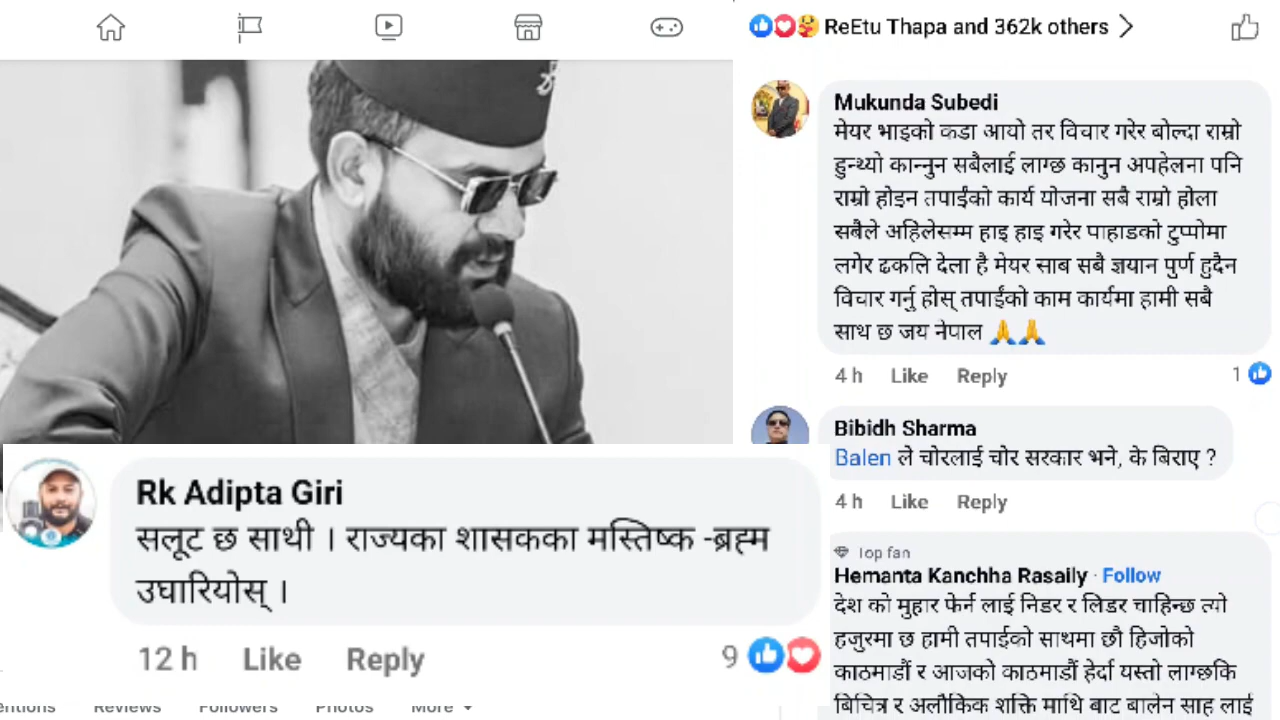 ReEtu Thapa and 362k others
Mukunda Subedi
मेयर भाइको कडा आयो तर विचार गरेर बोल्दा राम्रो
हुन्थ्यो कान्नुन सबैलाई लाग्छ कानुन अपहेलना पनि
राम्रो होइन तपाईंको कार्य योजना सबै राम्रो होला
सबैले अहिलेसम्म हाइ हाइ गरेर पाहाडको टुप्पोमा
लगेर ढकलि देला है मेयर साब सबै ज्ञयान पुर्ण हुदैन
विचार गर्नु होस् तपाईंको काम कार्यमा हामी सबै
साथ छ जय नेपाल 🙏🙏
4 h Like Reply 1
Bibidh Sharma
Balen ले चोरलाई चोर सरकार भने, के बिराए ?
4 h Like Reply
Top fan
Hemanta Kanchha Rasaily · Follow
देश को मुहार फेर्न लाई निडर र लिडर चाहिन्छ त्यो
हजुरमा छ हामी तपाईको साथमा छौ हिजोको
काठमाडौं र आजको काठमाडौं हेर्दा यस्तो लाग्छकि
बिचित्र र अलौकिक शक्ति माथि बाट बालेन साह लाई
Rk Adipta Giri
सलूट छ साथी । राज्यका शासकका मस्तिष्क -ब्रह्म
उघारियोस् ।
12 h Like Reply 9
Reviews Followers Photos More